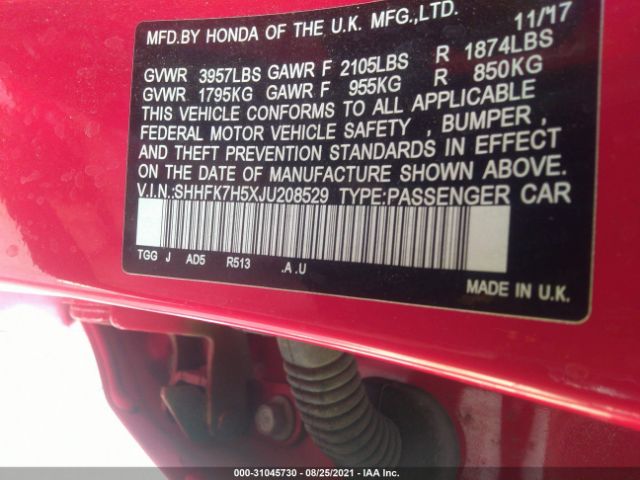 MFD.BY HONDA OF THE U.K. MFG.,LTD. 11/'17
GVWR 3957LBS GAWR F 2105LBS R 1874LBS
GVWR 1795KG GAWR F 955KG R 850KG
THIS VEHICLE CONFORMS TO ALL APPLICABLE
FEDERAL MOTOR VEHICLE SAFETY , BUMPER ,
AND THEFT PREVENTION STANDARDS IN EFFECT
ON THE DATE OF MANUFACTURE SHOWN ABOVE.
V.I.N.:SHHFK7H5XJU208529 TYPE:PASSENGER CAR
TGG J AD5 R513 .A .U
MADE IN U.K.
000-31045730 - 08/25/2021 - IAA Inc.